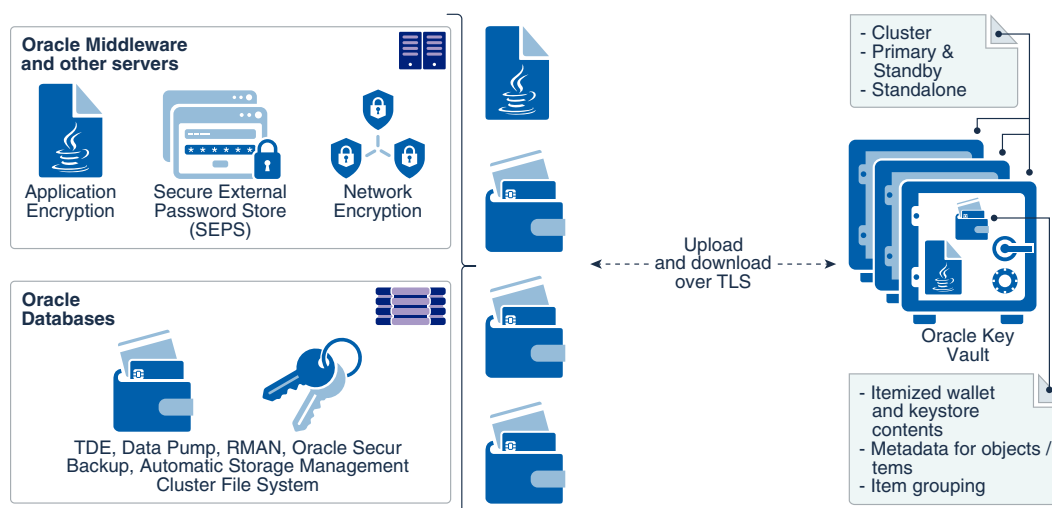 Oracle Middleware
and other servers
Application
Encryption
Secure External
Password Store
(SEPS)
Network
Encryption
Oracle
Databases
TDE, Data Pump, RMAN, Oracle Secur
Backup, Automatic Storage Management
Cluster File System
Upload
and download
over TLS
- Cluster
- Primary &
Standby
- Standalone
Oracle Key
Vault
- Itemized wallet
and keystore
contents
- Metadata for objects /
tems
- Item grouping